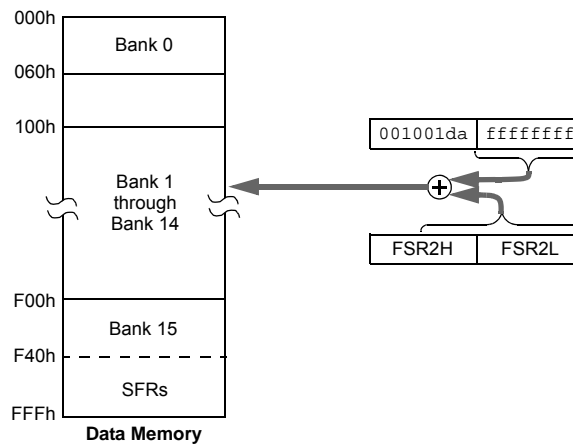 000h
Bank 0
060h
100h
001001da ffffffff
Bank 1
through
Bank 14
FSR2H FSR2L
F00h
Bank 15
F40h
SFRs
FFFh
Data Memory